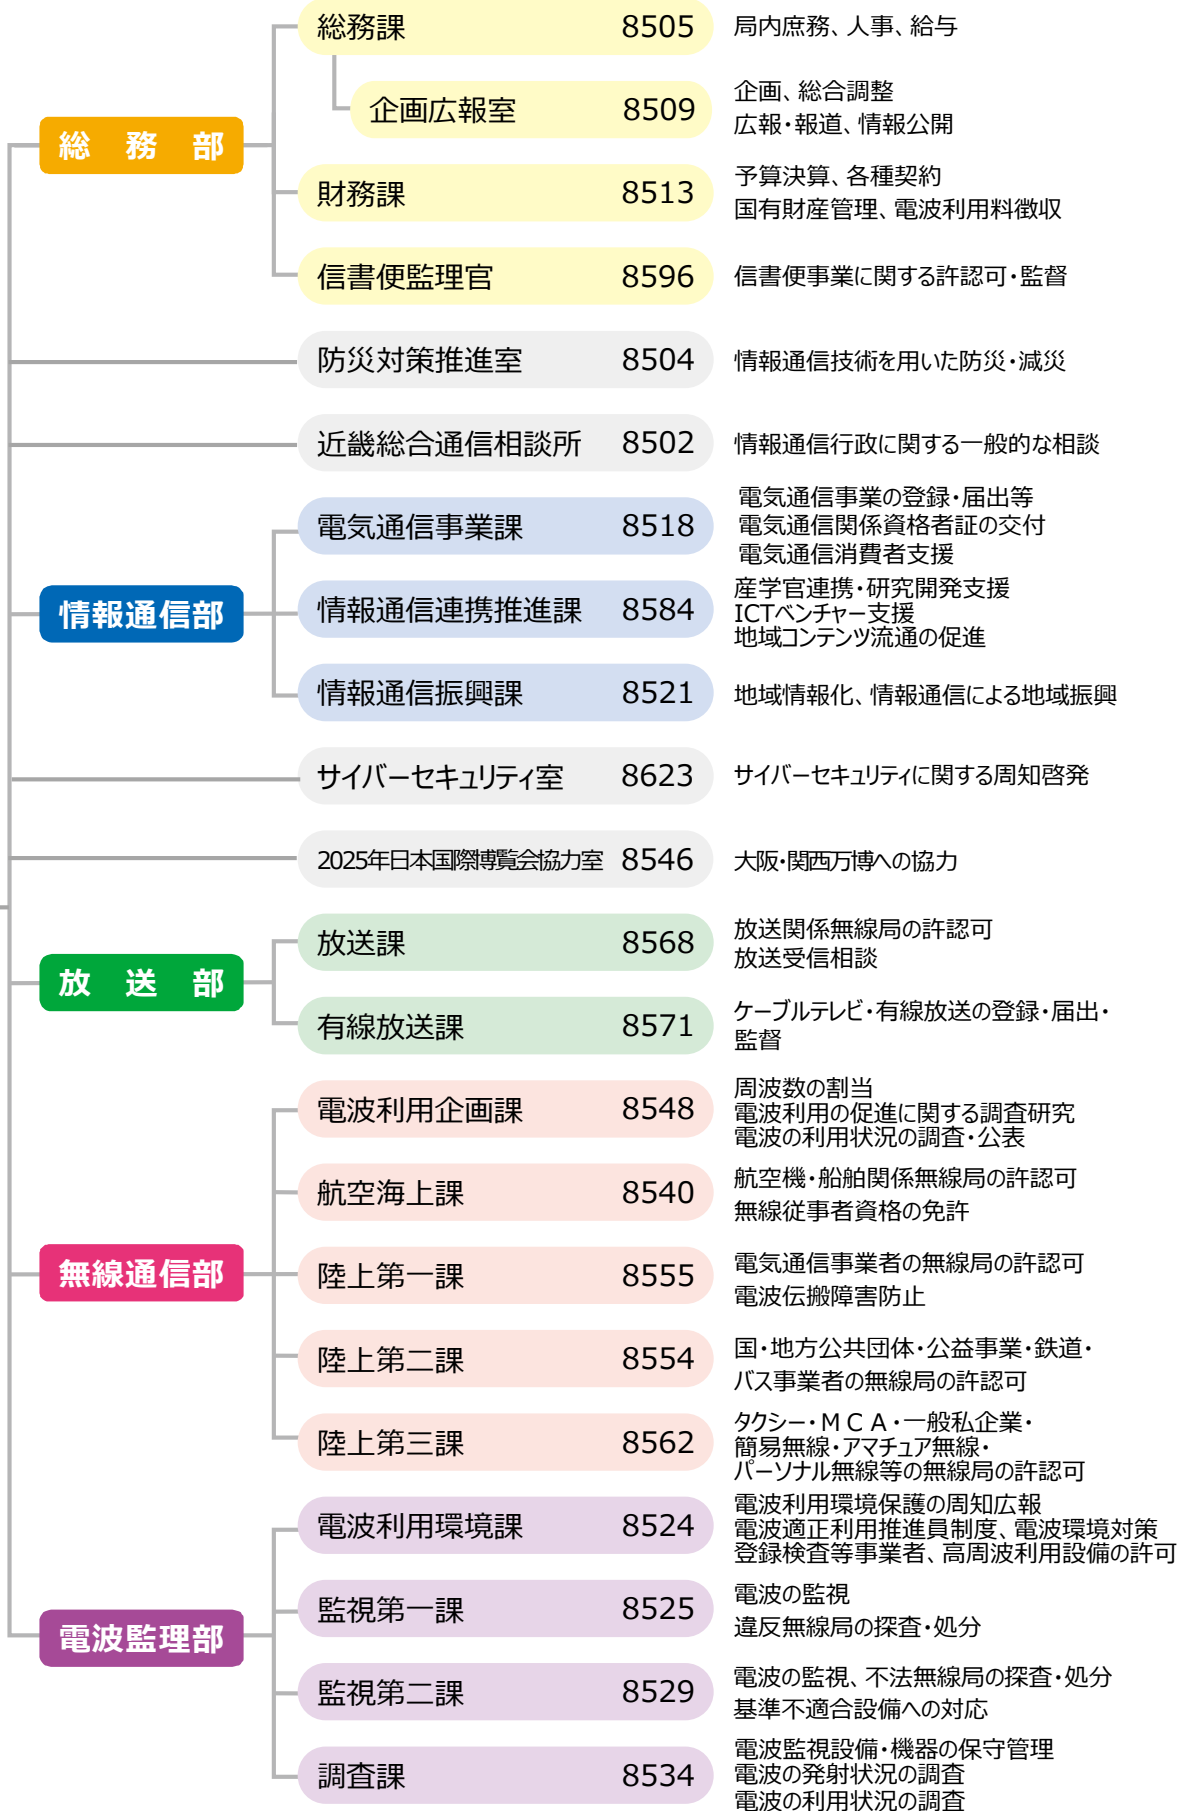 総務部
総務課 8505 局内庶務、人事、給与
企画広報室 8509 企画、総合調整
広報・報道、情報公開
財務課 8513 予算決算、各種契約
国有財産管理、電波利用料徴収
信書便監理官 8596 信書便事業に関する許認可・監督
防災対策推進室 8504 情報通信技術を用いた防災・減災
近畿総合通信相談所 8502 情報通信行政に関する一般的な相談
情報通信部
電気通信事業課 8518 電気通信事業の登録・届出等
電気通信関係資格者証の交付
電気通信消費者支援
情報通信連携推進課 8584 産学官連携・研究開発支援
ICTベンチャー支援
地域コンテンツ流通の促進
情報通信振興課 8521 地域情報化、情報通信による地域振興
サイバーセキュリティ室 8623 サイバーセキュリティに関する周知啓発
2025年日本国際博覧会協力室 8546 大阪・関西万博への協力
放送部
放送課 8568 放送関係無線局の許認可
放送受信相談
有線放送課 8571 ケーブルテレビ・有線放送の登録・届出・
監督
無線通信部
電波利用企画課 8548 周波数の割当
電波利用の促進に関する調査研究
電波の利用状況の調査・公表
航空海上課 8540 航空機・船舶関係無線局の許認可
無線従事者資格の免許
陸上第一課 8555 電気通信事業者の無線局の許認可
電波伝搬障害防止
陸上第二課 8554 国・地方公共団体・公益事業・鉄道・
バス事業者の無線局の許認可
陸上第三課 8562 タクシー・MCA・一般私企業・
簡易無線・アマチュア無線・
パーソナル無線等の無線局の許認可
電波監理部
電波利用環境課 8524 電波利用環境保護の周知広報
電波適正利用推進員制度、電波環境対策
登録検査等事業者、高周波利用設備の許可
監視第一課 8525 電波の監視
違反無線局の探査・処分
監視第二課 8529 電波の監視、不法無線局の探査・処分
基準不適合設備への対応
調査課 8534 電波監視設備・機器の保守管理
電波の発射状況の調査
電波の利用状況の調査